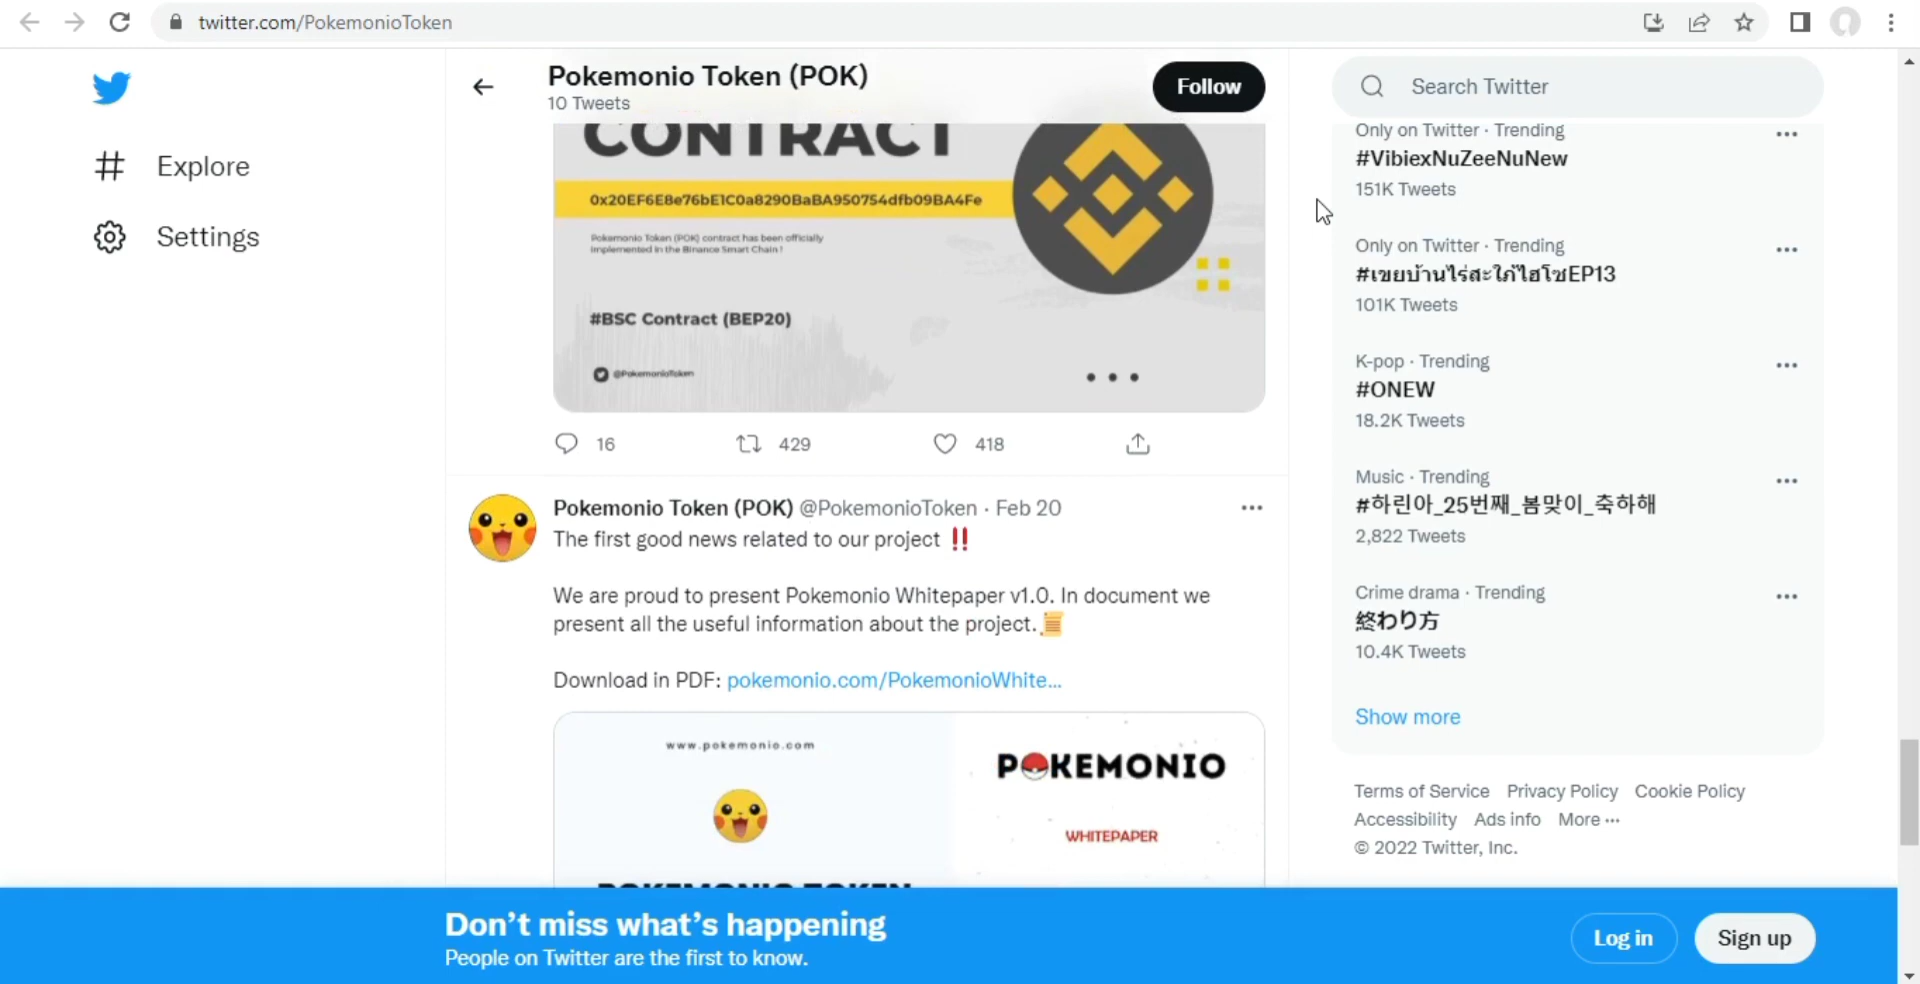 twitter.com/PokemonioToken
Explore
Settings
Pokemonio Token (POK)
10 Tweets
Follow
CONTRACT
0x20EF6E8e76bE1C0a8290BaBA950754dfb09BA4Fe
Pokemonio Token (POK) contract has been officially
implemented in the Binance Smart Chain !
#BSC Contract (BEP20)
@PokemonioToken
16
429
418
Pokemonio Token (POK) @PokemonioToken · Feb 20
The first good news related to our project ‼️
We are proud to present Pokemonio Whitepaper v1.0. In document we
present all the useful information about the project.📜
Download in PDF: pokemonio.com/PokemonioWhite...
www.pokemonio.com
POKEMONIO TOKEN
POKEMONIO
WHITEPAPER
Search Twitter
Only on Twitter · Trending
#VibiexNuZeeNuNew
151K Tweets
Only on Twitter · Trending
#เขยบ้านไร่สะใภ้ไฮโซEP13
101K Tweets
K-pop · Trending
#ONEW
18.2K Tweets
Music · Trending
#하린아_25번째_봄맞이_축하해
2,822 Tweets
Crime drama · Trending
終わり方
10.4K Tweets
Show more
Terms of Service Privacy Policy Cookie Policy
Accessibility Ads info More ···
© 2022 Twitter, Inc.
Don't miss what's happening
People on Twitter are the first to know.
Log in
Sign up